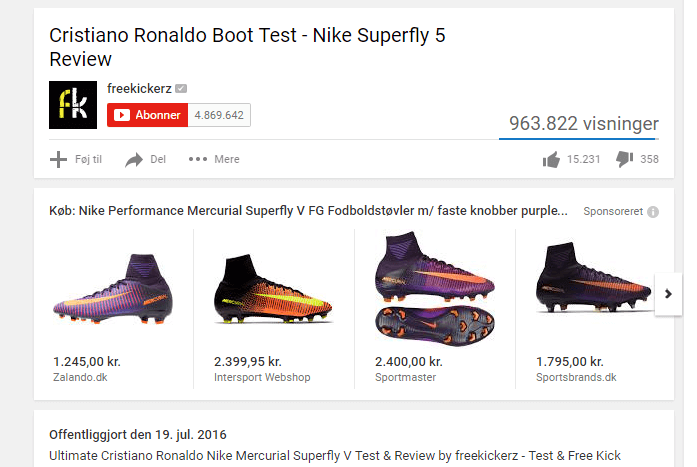 Cristiano Ronaldo Boot Test - Nike Superfly 5
Review
fk
freekickerz
Abonner 4.869.642
963.822 visninger
Føj til Del Mere 15.231 358
Køb: Nike Performance Mercurial Superfly V FG Fodboldstøvler m/ faste knobber purple... Sponsoreret
1.245,00 kr. 2.399,95 kr. 2.400,00 kr. 1.795,00 kr.
Zalando.dk Intersport Webshop Sportmaster Sportsbrands.dk
Offentliggjort den 19. jul. 2016
Ultimate Cristiano Ronaldo Nike Mercurial Superfly V Test & Review by freekickerz - Test & Free Kick